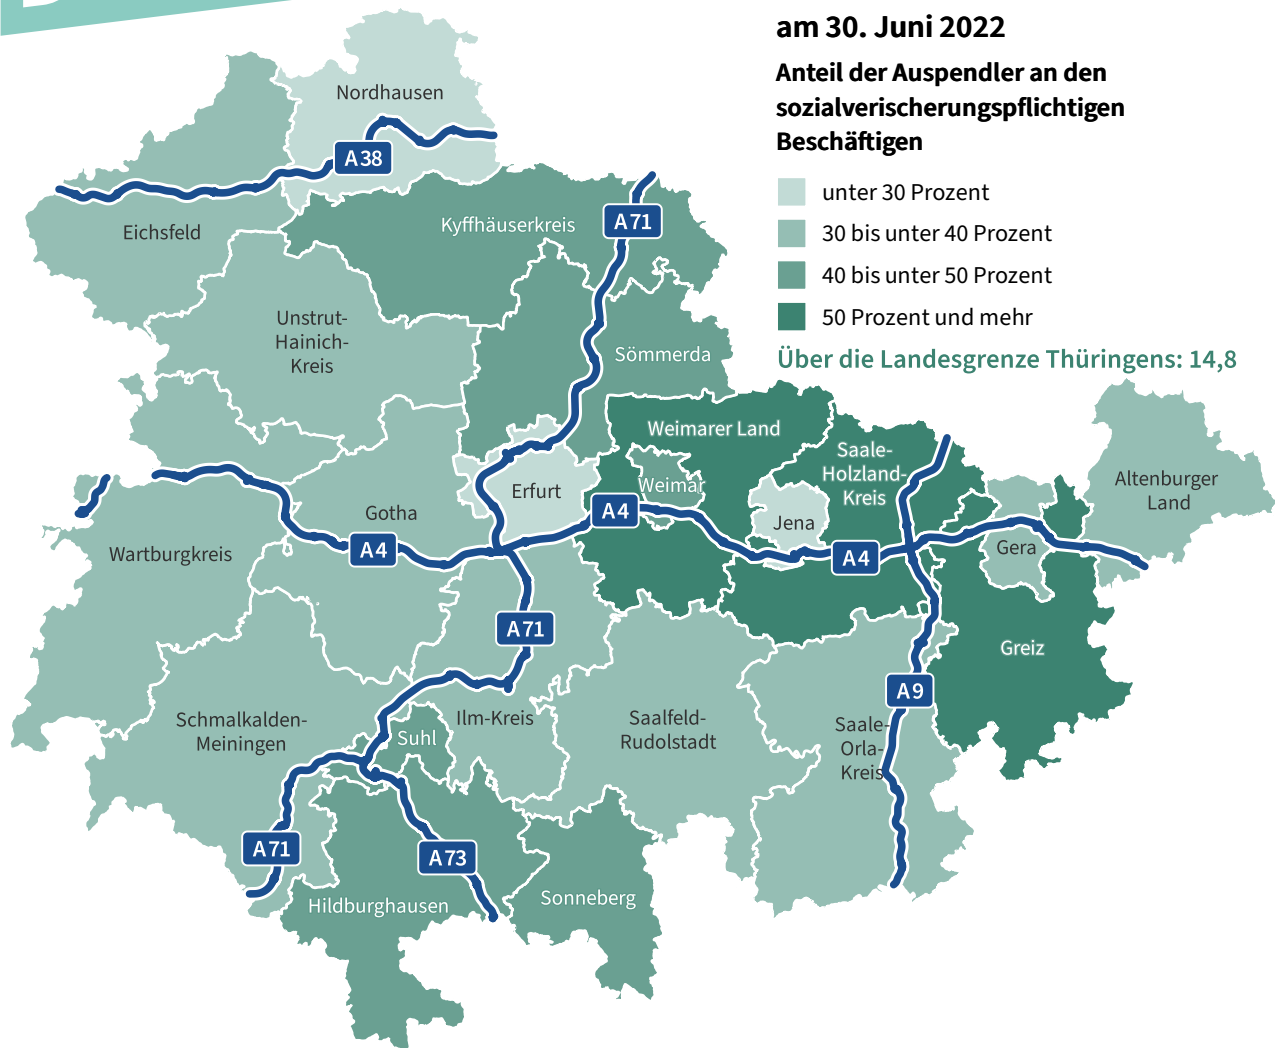 am 30. Juni 2022
Anteil der Auspendler an den
sozialverischerungspflichtigen
Beschäftigen
unter 30 Prozent
30 bis unter 40 Prozent
40 bis unter 50 Prozent
50 Prozent und mehr
Über die Landesgrenze Thüringens: 14,8
Nordhausen
A38
Eichsfeld
Kyffhäuserkreis
A71
Unstrut-
Hainich-
Kreis
Sömmerda
Weimarer Land
Saale-
Holzland-
Kreis
Altenburger
Land
Weimar
Erfurt
A4
Jena
Gotha
A4
Wartburgkreis
A4
Gera
A71
Greiz
A9
Schmalkalden-
Meiningen
Suhl
Ilm-Kreis
Saalfeld-
Rudolstadt
Saale-
Orla-
Kreis
A71
A73
Hildburghausen
Sonneberg